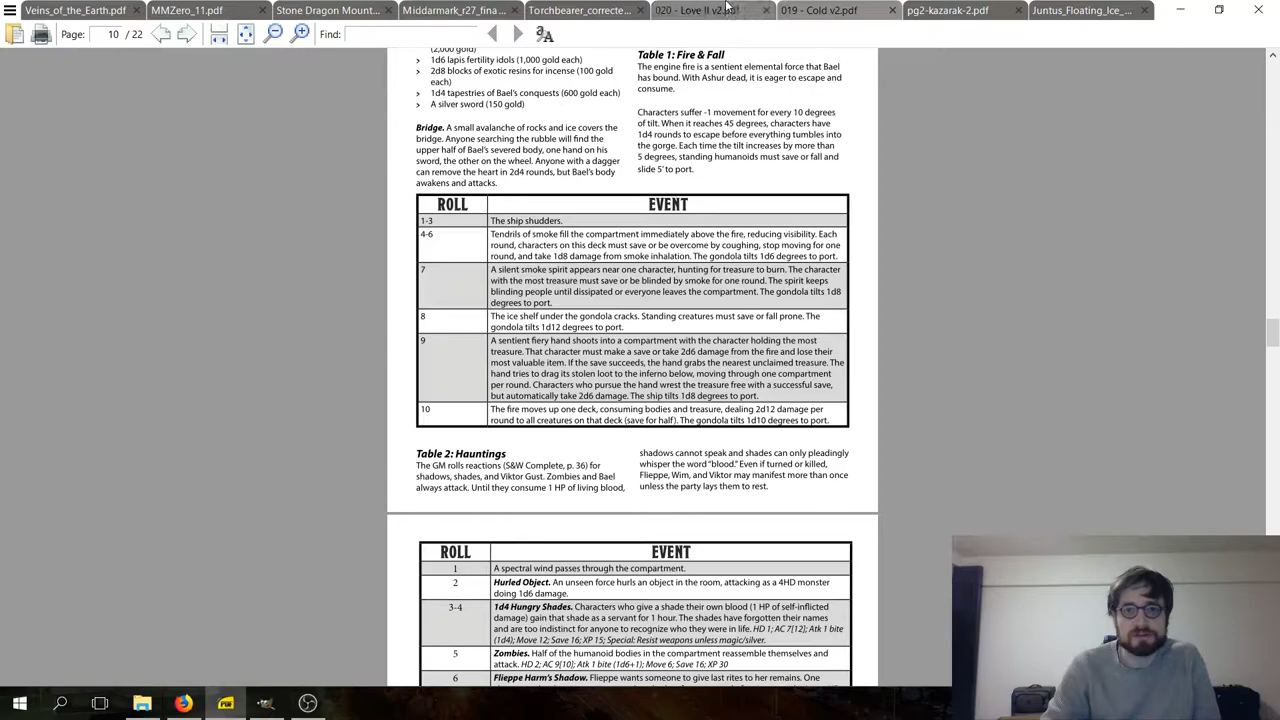 Veins_of_the_Earth.pdf
MMZero_11.pdf
Stone Dragon Mount...
Middarmark_r27_fina...
Torchbearer_correcte...
020 - Love II v2.pdf
019 - Cold v2.pdf
pg2-kazarak-2.pdf
Juntus_Floating_Ice_...
Page: 10 / 22
Find:
(2,000 gold)
> 1d6 lapis fertility idols (1,000 gold each)
> 2d8 blocks of exotic resins for incense (100 gold
each)
> 1d4 tapestries of Bael's conquests (600 gold each)
> A silver sword (150 gold)
Bridge. A small avalanche of rocks and ice covers the
bridge. Anyone searching the rubble will find the
upper half of Bael's severed body, one hand on his
sword, the other on the wheel. Anyone with a dagger
can remove the heart in 2d4 rounds, but Bael's body
awakens and attacks.
Table 1: Fire & Fall
The engine fire is a sentient elemental force that Bael
has bound. With Ashur dead, it is eager to escape and
consume.
Characters suffer -1 movement for every 10 degrees
of tilt. When it reaches 45 degrees, characters have
1d4 rounds to escape before everything tumbles into
the gorge. Each time the tilt increases by more than
5 degrees, standing humanoids must save or fall and
slide 5' to port.
ROLL EVENT
1-3 The ship shudders.
4-6 Tendrils of smoke fill the compartment immediately above the fire, reducing visibility. Each
round, characters on this deck must save or be overcome by coughing, stop moving for one
round, and take 1d8 damage from smoke inhalation. The gondola tilts 1d6 degrees to port.
7 A silent smoke spirit appears near one character, hunting for treasure to burn. The character
with the most treasure must save or be blinded by smoke for one round. The spirit keeps
blinding people until dissipated or everyone leaves the compartment. The gondola tilts 1d8
degrees to port.
8 The ice shelf under the gondola cracks. Standing creatures must save or fall prone. The
gondola tilts 1d12 degrees to port.
9 A sentient fiery hand shoots into a compartment with the character holding the most
treasure. That character must make a save or take 2d6 damage from the fire and lose their
most valuable item. If the save succeeds, the hand grabs the nearest unclaimed treasure. The
hand tries to drag its stolen loot to the inferno below, moving through one compartment
per round. Characters who pursue the hand wrest the treasure free with a successful save,
but automatically take 2d6 damage. The ship tilts 1d8 degrees to port.
10 The fire moves up one deck, consuming bodies and treasure, dealing 2d12 damage per
round to all creatures on that deck (save for half). The gondola tilts 1d10 degrees to port.
Table 2: Hauntings
The GM rolls reactions (S&W Complete, p. 36) for
shadows, shades, and Viktor Gust. Zombies and Bael
always attack. Until they consume 1 HP of living blood,
shadows cannot speak and shades can only pleadingly
whisper the word "blood." Even if turned or killed,
Flieppe, Wim, and Viktor may manifest more than once
unless the party lays them to rest.
ROLL EVENT
1 A spectral wind passes through the compartment.
2 Hurled Object. An unseen force hurls an object in the room, attacking as a 4HD monster
doing 1d6 damage.
3-4 1d4 Hungry Shades. Characters who give a shade their own blood (1 HP of self-inflicted
damage) gain that shade as a servant for 1 hour. The shades have forgotten their names
and are too indistinct for anyone to recognize who they were in life. HD 1; AC 7[12]; Atk 1 bite
(1d4); Move 12; Save 16; XP 15; Special: Resist weapons unless magic/silver.
5 Zombies. Half of the humanoid bodies in the compartment reassemble themselves and
attack. HD 2; AC 9[10]; Atk 1 bite (1d6+1); Move 6; Save 16; XP 30
6 Flieppe Harm's Shadow. Flieppe wants someone to give last rites to her remains. One